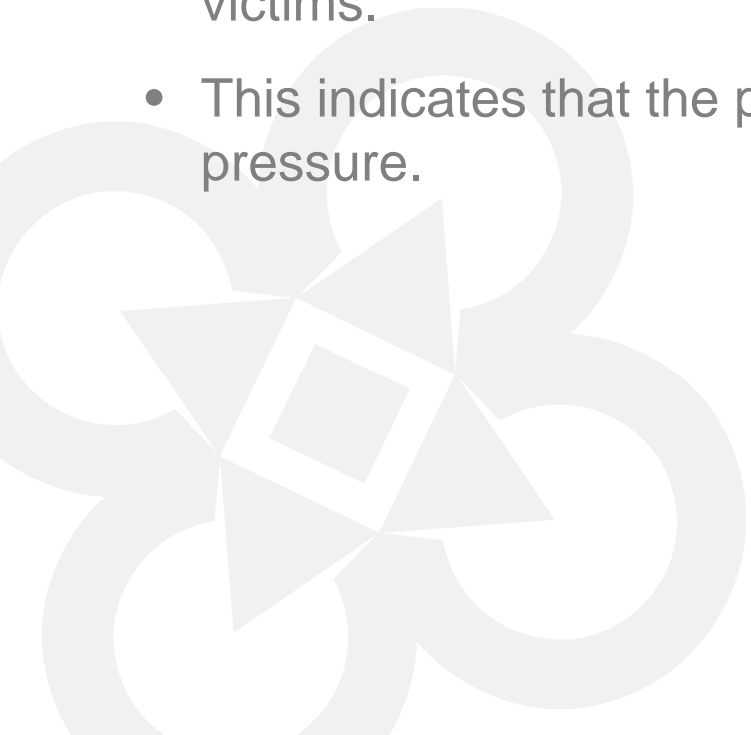 victims.
• This indicates that the
pressure.